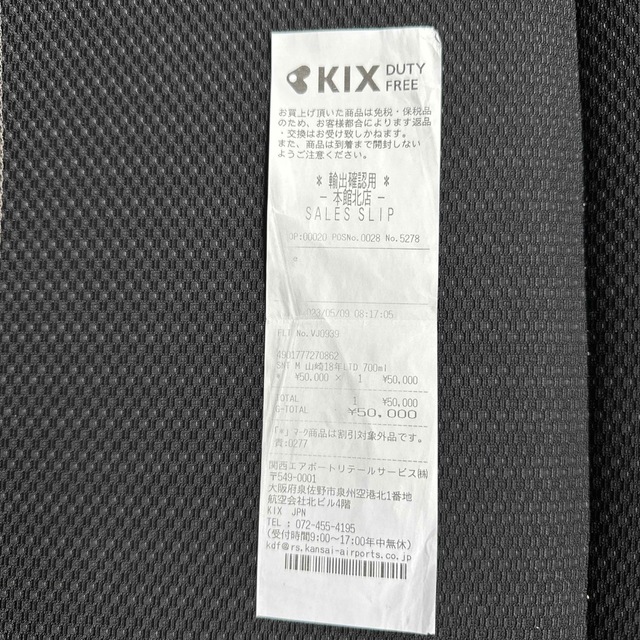 KIX DUTY FREE
お買上げ頂いた商品は免税・保税品
のため、お客様都合によります返品
・交換はお受け致しかねます。
また、商品は到着まで開封しない
ようご注意ください。
* 輸出確認用 *
- 本館北店 -
SALES SLIP
OP:00020 POSNo.0028 No.5278
023/05/09 08:17:05
FLT No.VJ0939
4901777270862
SNT M 山崎18年LTD 700ml
¥50,000 × 1 ¥50,000
TOTAL 1 ¥50,000
G-TOTAL ¥50,000
「*」マーク商品は割引対象外品です。
責:0277
関西エアポートリテールサービス㈱
〒549-0001
大阪府泉佐野市泉州空港北1番地
航空会社北ビル4階
KIX JPN
TEL : 072-455-4195
(受付時間9:00~17:00年中無休)
kdf@rs.kansai-airports.co.jp